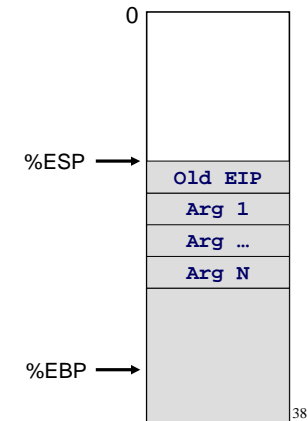 0
%ESP
Old EIP
Arg 1
Arg …
Arg N
%EBP
38